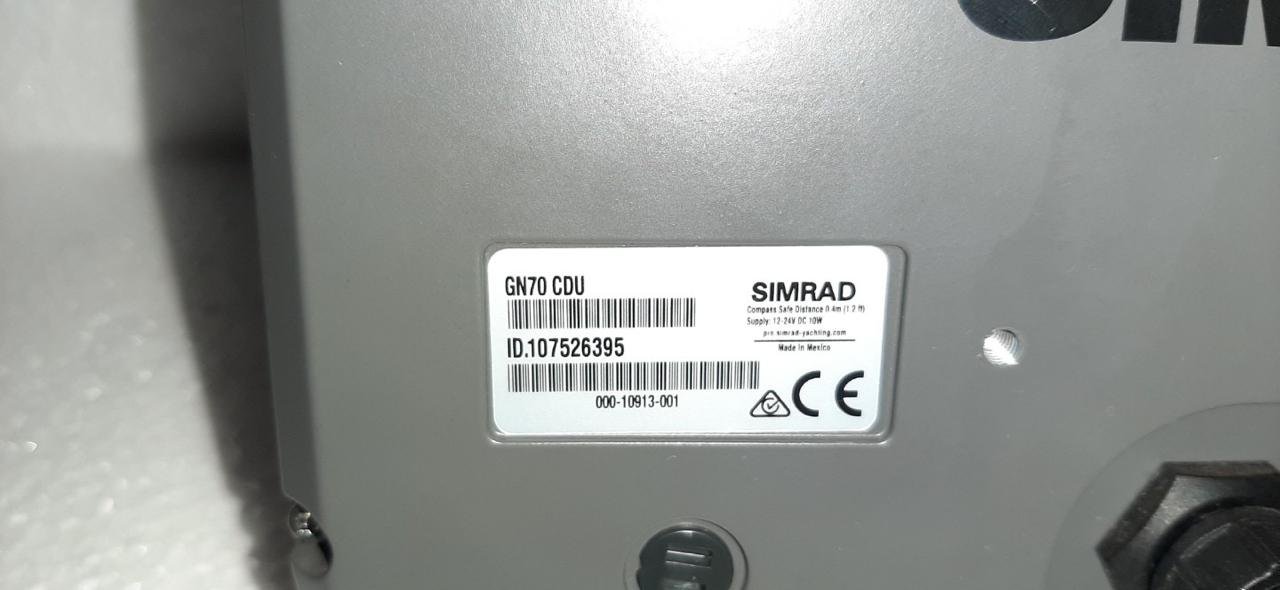 GN70 CDU
ID.107526395
000-10913-001
SIMRAD
Compass Safe Distance 0.4m (1.2 ft)
Supply: 12-24V DC 10W
pro.simrad-yachting.com
Made in Mexico
CE